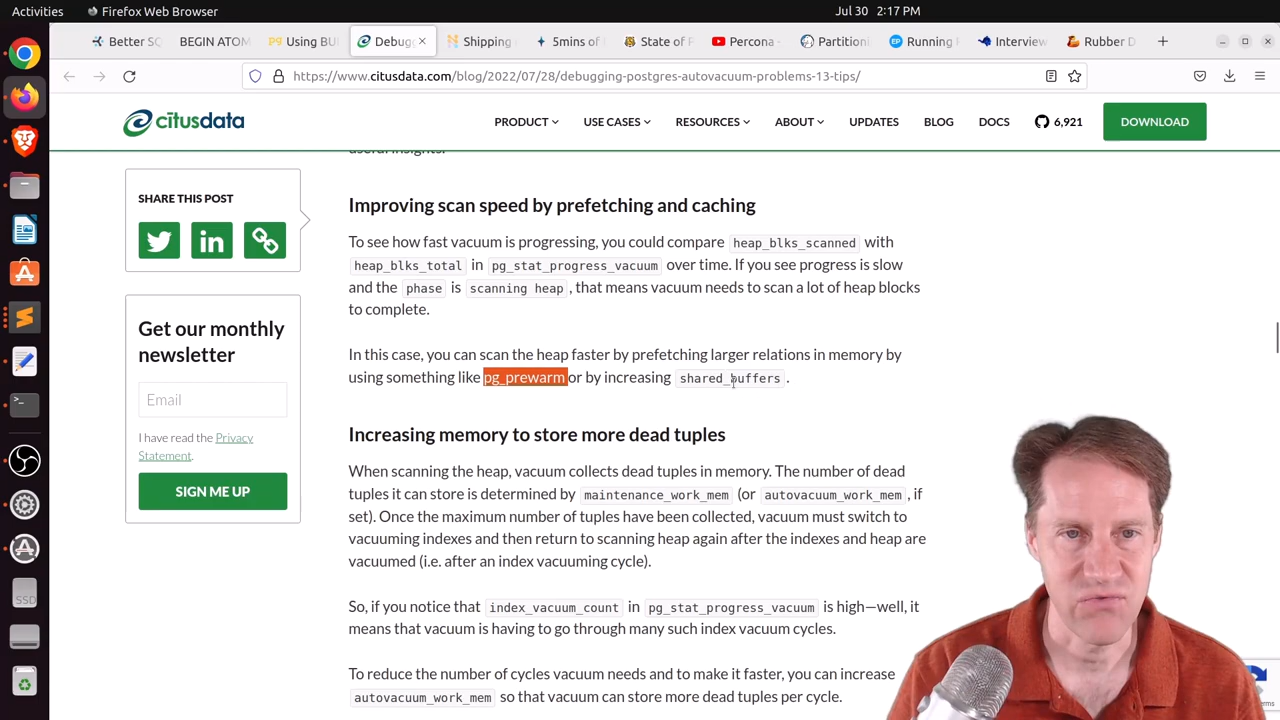 Activities
Firefox Web Browser
Jul 30 2:17 PM
Better SQ
BEGIN ATOM
Using BU
Debugg
Shipping
5mins of
State of P
Percona -
Partition
Running
Interview
Rubber D
https://www.citusdata.com/blog/2022/07/28/debugging-postgres-autovacuum-problems-13-tips/
citusdata
PRODUCT
USE CASES
RESOURCES
ABOUT
UPDATES
BLOG
DOCS
6,921
DOWNLOAD
useful insights.
SHARE THIS POST
Get our monthly
newsletter
Email
I have read the Privacy
Statement.
SIGN ME UP
Improving scan speed by prefetching and caching
To see how fast vacuum is progressing, you could compare heap_blks_scanned with
heap_blks_total in pg_stat_progress_vacuum over time. If you see progress is slow
and the phase is scanning heap, that means vacuum needs to scan a lot of heap blocks
to complete.
In this case, you can scan the heap faster by prefetching larger relations in memory by
using something like pg_prewarm or by increasing shared_buffers.
Increasing memory to store more dead tuples
When scanning the heap, vacuum collects dead tuples in memory. The number of dead
tuples it can store is determined by maintenance_work_mem (or autovacuum_work_mem, if
set). Once the maximum number of tuples have been collected, vacuum must switch to
vacuuming indexes and then return to scanning heap again after the indexes and heap are
vacuumed (i.e. after an index vacuuming cycle).
So, if you notice that index_vacuum_count in pg_stat_progress_vacuum is high—well, it
means that vacuum is having to go through many such index vacuum cycles.
To reduce the number of cycles vacuum needs and to make it faster, you can increase
autovacuum_work_mem so that vacuum can store more dead tuples per cycle.
SSD